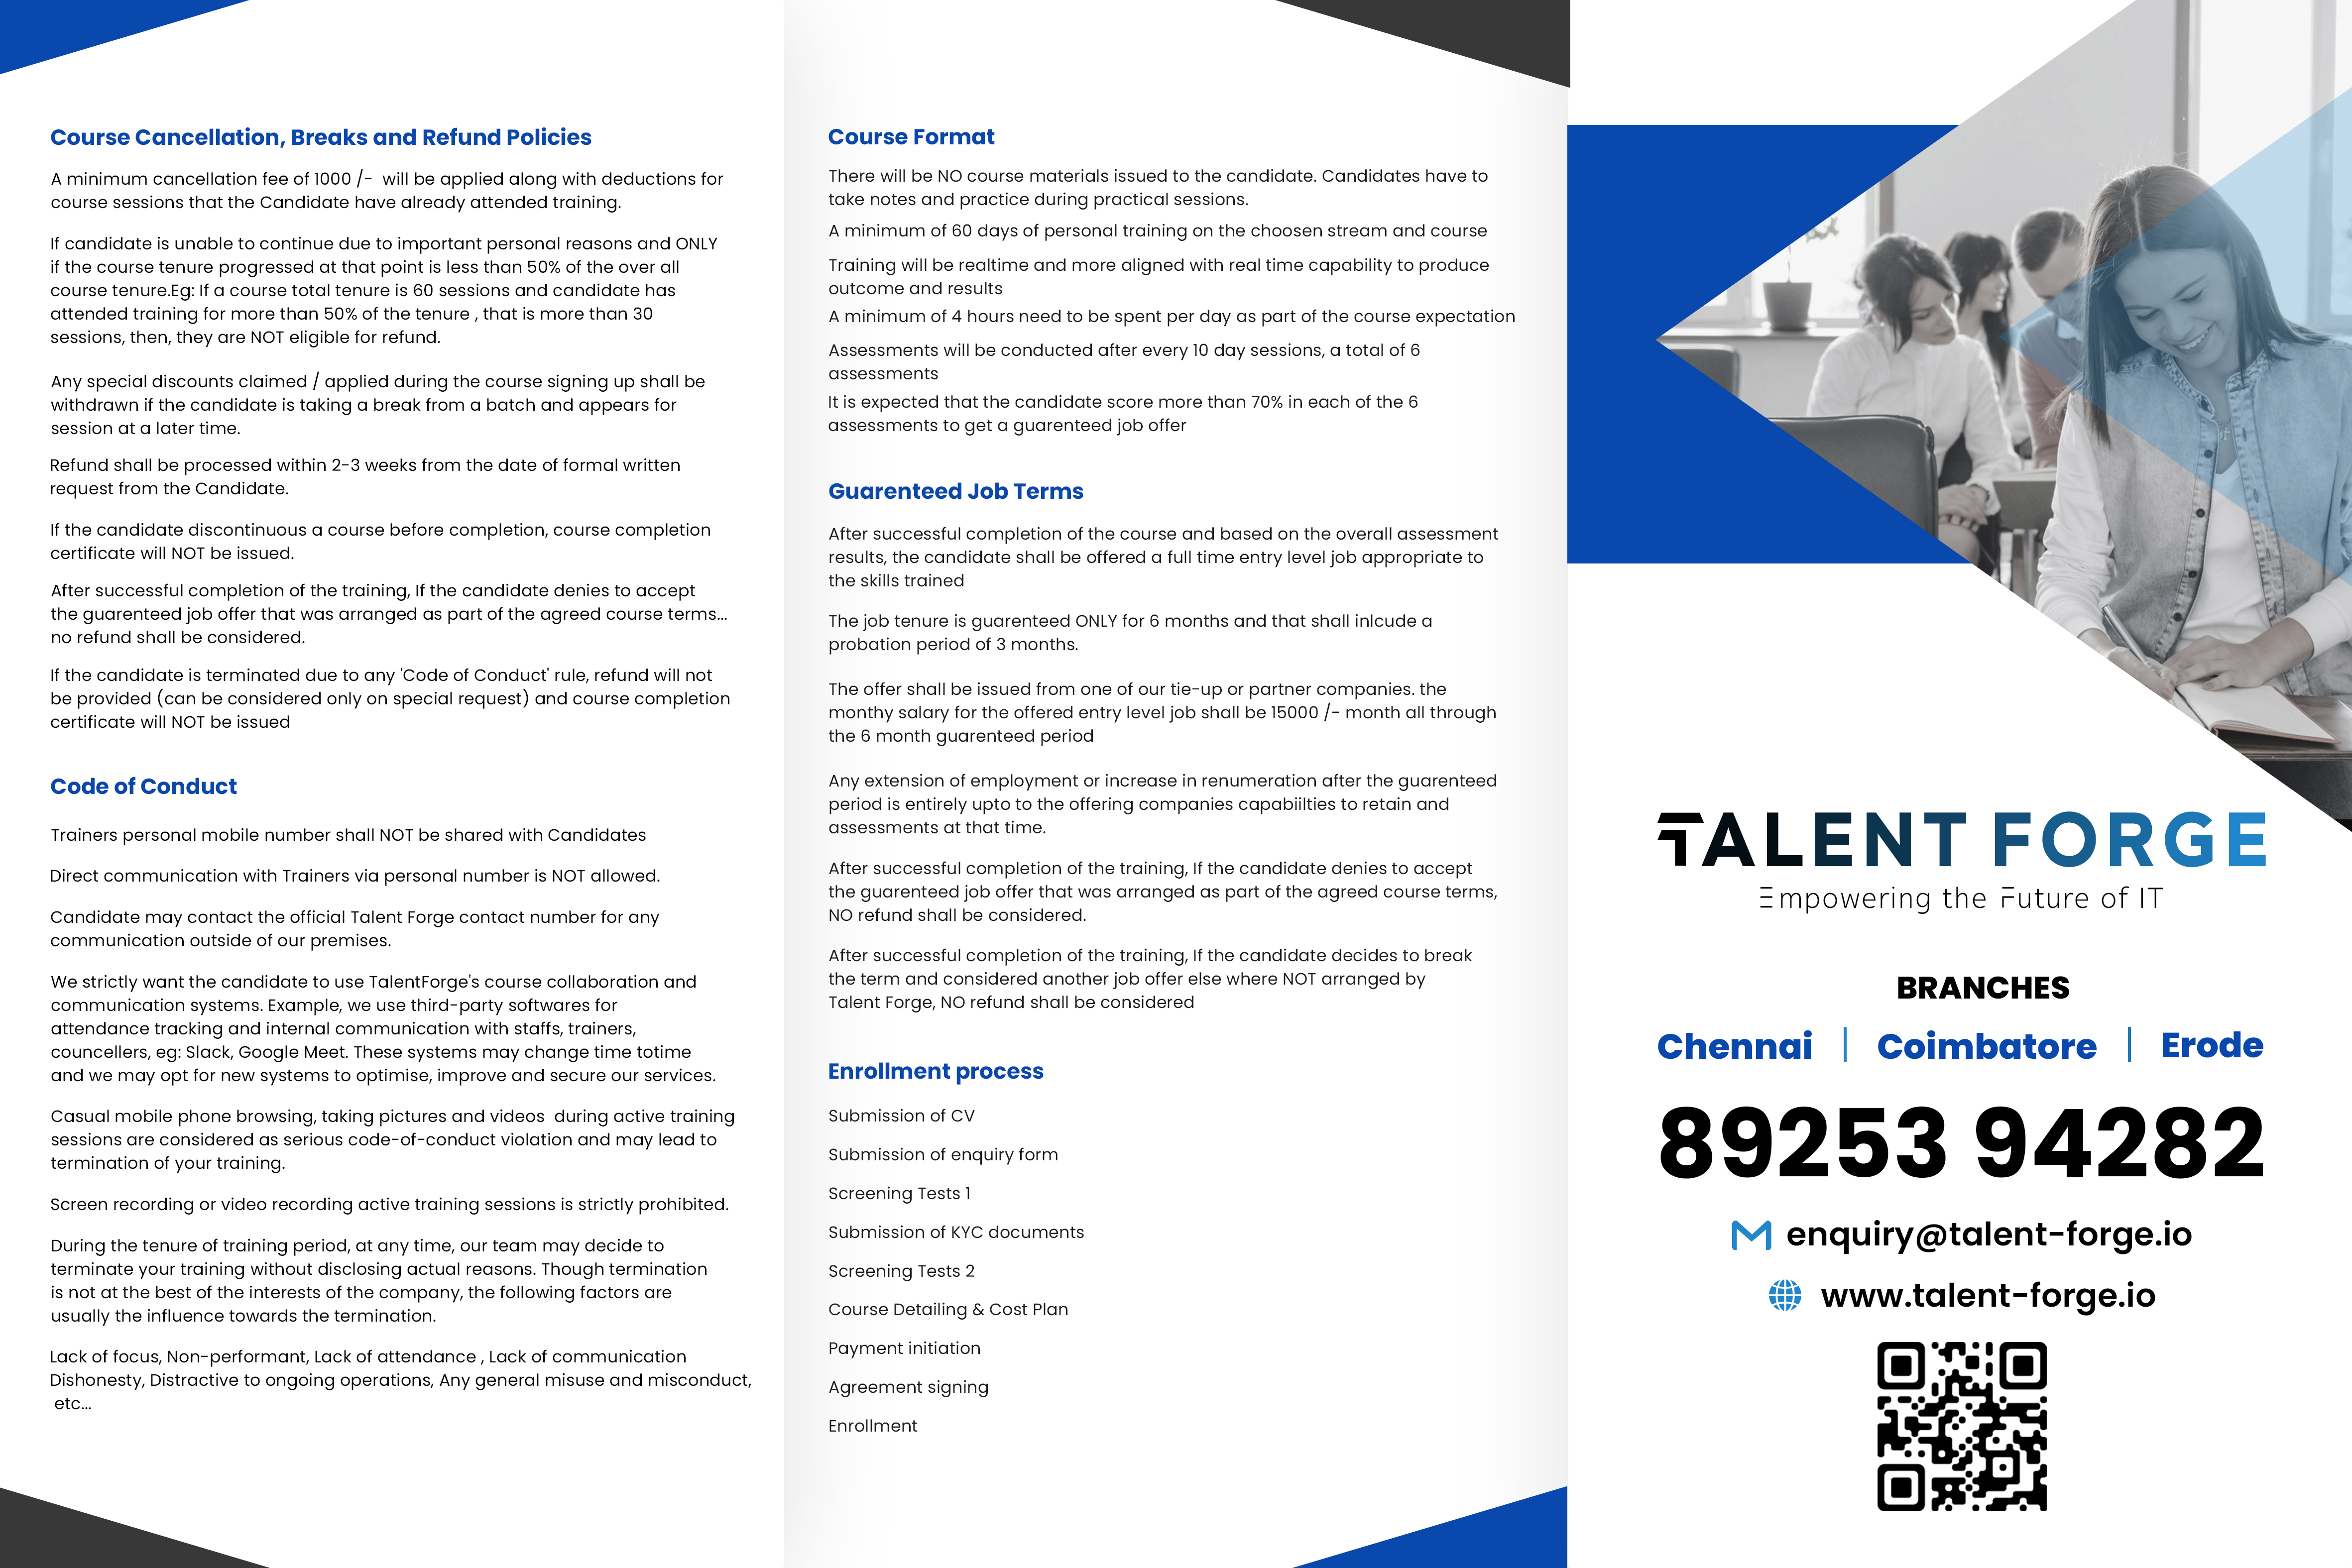 Course Cancellation, Breaks and Refund Policies
A minimum cancellation fee of 1000 /-  will be applied along with deductions for
course sessions that the Candidate have already attended training.
If candidate is unable to continue due to important personal reasons and ONLY
if the course tenure progressed at that point is less than 50% of the over all
course tenure.Eg: If a course total tenure is 60 sessions and candidate has
attended training for more than 50% of the tenure , that is more than 30
sessions, then, they are NOT eligible for refund.
Any special discounts claimed / applied during the course signing up shall be
withdrawn if the candidate is taking a break from a batch and appears for
session at a later time.
Refund shall be processed within 2-3 weeks from the date of formal written
request from the Candidate.
If the candidate discontinuous a course before completion, course completion
certificate will NOT be issued.
After successful completion of the training, If the candidate denies to accept
the guarenteed job offer that was arranged as part of the agreed course terms...
no refund shall be considered.
If the candidate is terminated due to any 'Code of Conduct' rule, refund will not
be provided (can be considered only on special request) and course completion
certificate will NOT be issued
Code of Conduct
Trainers personal mobile number shall NOT be shared with Candidates
Direct communication with Trainers via personal number is NOT allowed.
Candidate may contact the official Talent Forge contact number for any
communication outside of our premises.
We strictly want the candidate to use TalentForge's course collaboration and
communication systems. Example, we use third-party softwares for
attendance tracking and internal communication with staffs, trainers,
councellers, eg: Slack, Google Meet. These systems may change time totime
and we may opt for new systems to optimise, improve and secure our services.
Casual mobile phone browsing, taking pictures and videos  during active training
sessions are considered as serious code-of-conduct violation and may lead to
termination of your training.
Screen recording or video recording active training sessions is strictly prohibited.
During the tenure of training period, at any time, our team may decide to
terminate your training without disclosing actual reasons. Though termination
is not at the best of the interests of the company, the following factors are
usually the influence towards the termination.
Lack of focus, Non-performant, Lack of attendance , Lack of communication
Dishonesty, Distractive to ongoing operations, Any general misuse and misconduct,
etc...
Course Format
There will be NO course materials issued to the candidate. Candidates have to
take notes and practice during practical sessions.
A minimum of 60 days of personal training on the choosen stream and course
Training will be realtime and more aligned with real time capability to produce
outcome and results
A minimum of 4 hours need to be spent per day as part of the course expectation
Assessments will be conducted after every 10 day sessions, a total of 6
assessments
It is expected that the candidate score more than 70% in each of the 6
assessments to get a guarenteed job offer
Guarenteed Job Terms
After successful completion of the course and based on the overall assessment
results, the candidate shall be offered a full time entry level job appropriate to
the skills trained
The job tenure is guarenteed ONLY for 6 months and that shall inlcude a
probation period of 3 months.
The offer shall be issued from one of our tie-up or partner companies. the
monthy salary for the offered entry level job shall be 15000 /- month all through
the 6 month guarenteed period
Any extension of employment or increase in renumeration after the guarenteed
period is entirely upto to the offering companies capabiilties to retain and
assessments at that time.
After successful completion of the training, If the candidate denies to accept
the guarenteed job offer that was arranged as part of the agreed course terms,
NO refund shall be considered.
After successful completion of the training, If the candidate decides to break
the term and considered another job offer else where NOT arranged by
Talent Forge, NO refund shall be considered
Enrollment process
Submission of CV
Submission of enquiry form
Screening Tests 1
Submission of KYC documents
Screening Tests 2
Course Detailing & Cost Plan
Payment initiation
Agreement signing
Enrollment
TALENT FORGE
Empowering the Future of IT
BRANCHES
Chennai | Coimbatore | Erode
89253 94282
enquiry@talent-forge.io
www.talent-forge.io